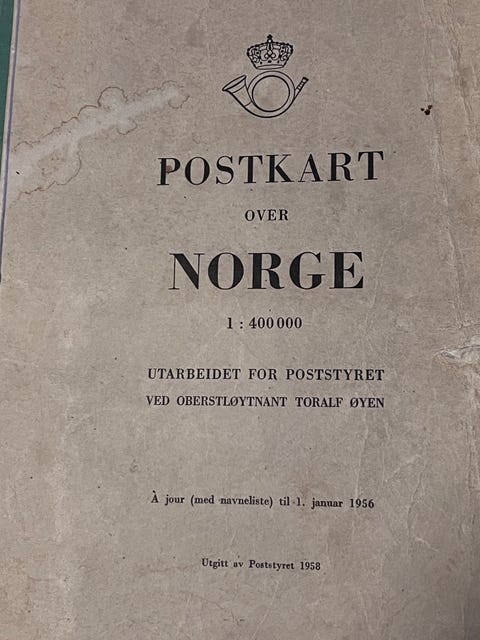 POSTKART
OVER
NORGE
1 : 400 000
UTARBEIDET FOR POSTSTYRET
VED OBERSTLØYTNANT TORALF ØYEN
À jour (med navneliste) til 1. januar 1956
Utgitt av Poststyret 1958